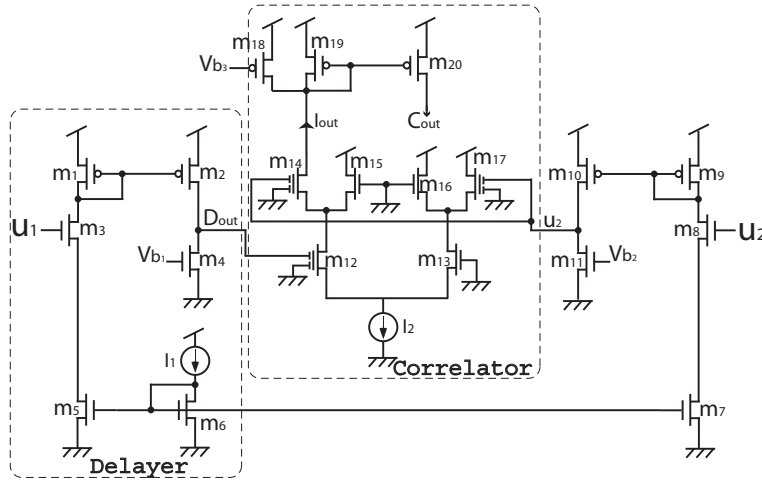 m18
m19
m20
Vb3
Iout
Cout
m14
m15
m16
m17
m1
m2
m10
m9
u1
m3
Dout
u2
m8
u2
Vb1
m4
m12
m13
m11
Vb2
I2
I1
Correlator
m5
m6
m7
Delayer